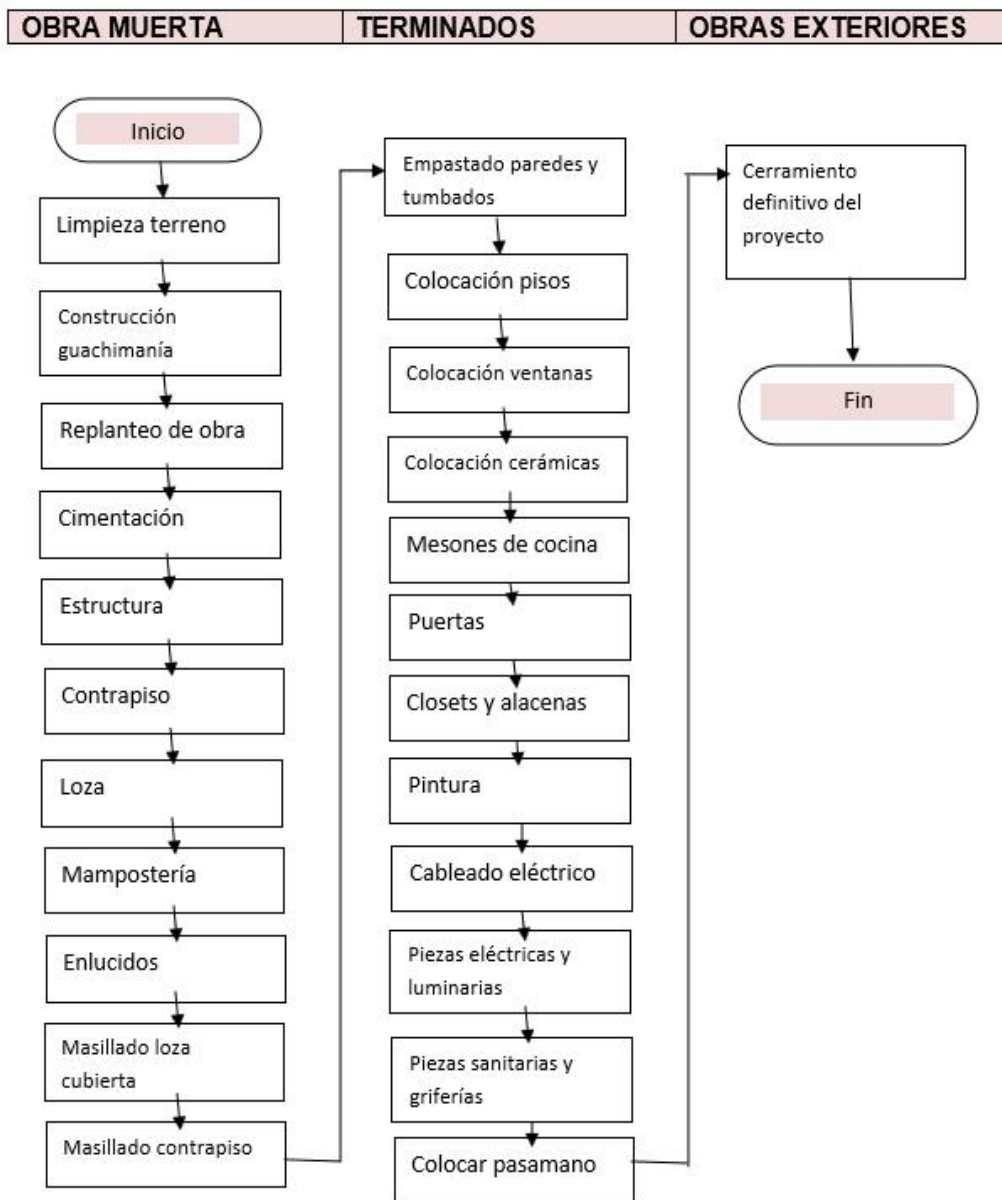 OBRA MUERTA
TERMINADOS
OBRAS EXTERIORES
Inicio
Limpieza terreno
Construcción
guachimanía
Replanteo de obra
Cimentación
Estructura
Contrapiso
Loza
Mampostería
Enlucidos
Masillado loza
cubierta
Masillado contrapiso
Empastado paredes y
tumbados
Colocación pisos
Colocación ventanas
Colocación cerámicas
Mesones de cocina
Puertas
Closets y alacenas
Pintura
Cableado eléctrico
Piezas eléctricas y
luminarias
Piezas sanitarias y
griferías
Colocar pasamano
Cerramiento
definitivo del
proyecto
Fin